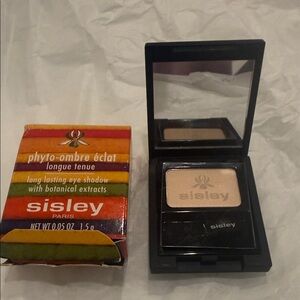 phyto-ombre éclat
longue tenue
long lasting eye shadow
with botanical extracts
sisley
PARIS
NET WT 0.05 OZ 1.5 g
sisley
sisley